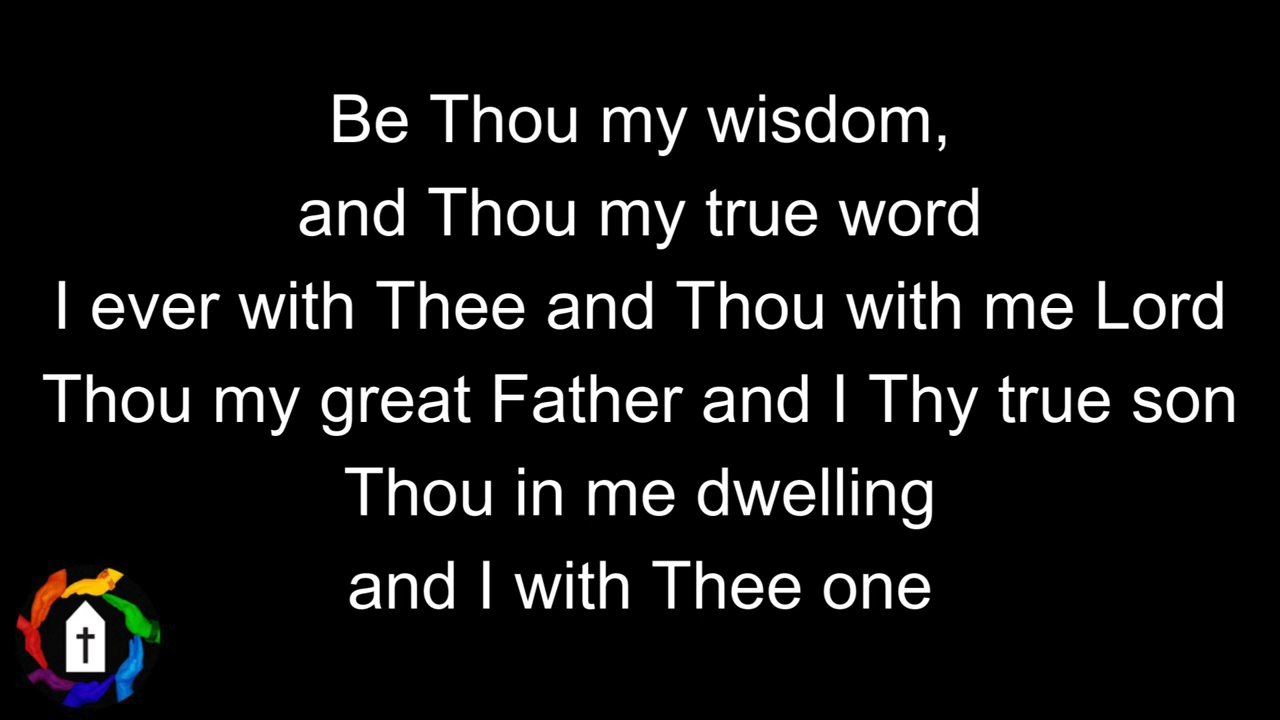 Be Thou my wisdom,
and Thou my true word
I ever with Thee and Thou with me Lord
Thou my great Father and I Thy true son
Thou in me dwelling
and I with Thee one